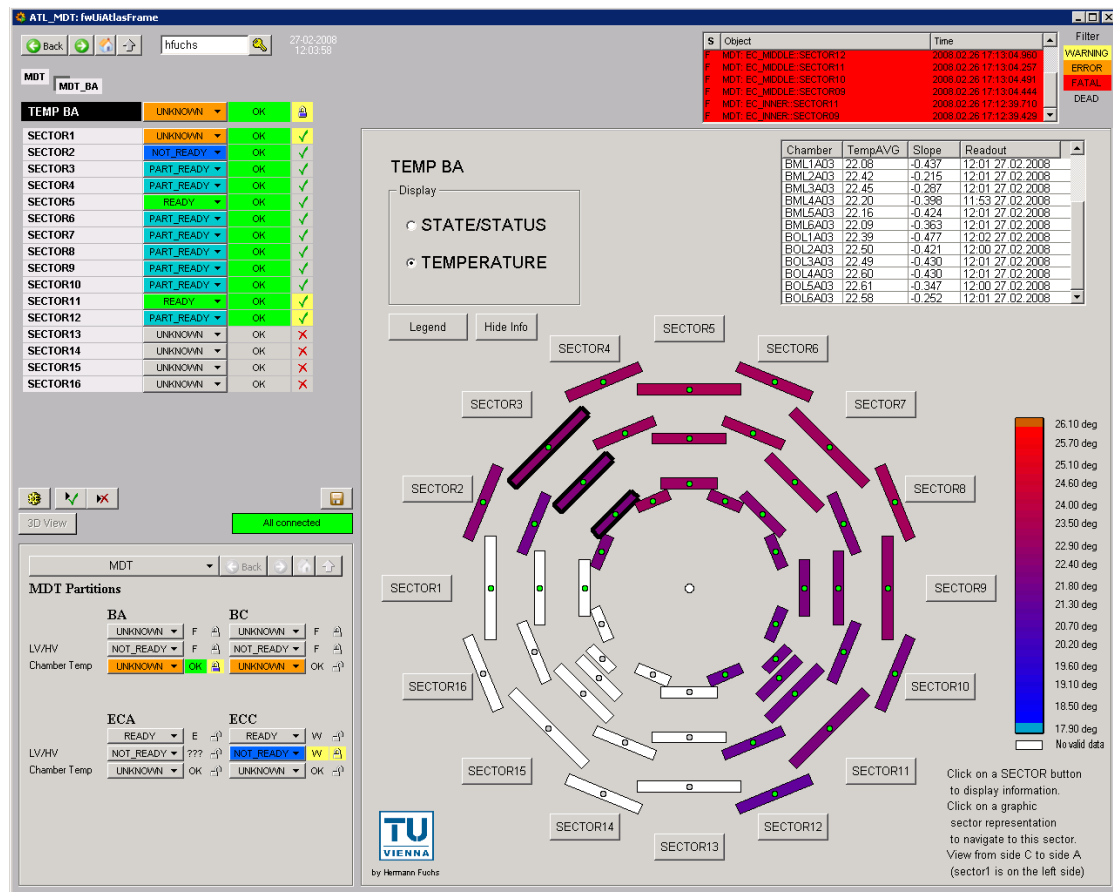 ATL_MDT: fwUiAtlasFrame
Back
hfuchs
27-02-2008
12:03:58
MDT
MDT_BA
TEMP BA UNKNOWN OK
SECTOR1 UNKNOWN OK
SECTOR2 NOT_READY OK
SECTOR3 PART_READY OK
SECTOR4 PART_READY OK
SECTOR5 READY OK
SECTOR6 PART_READY OK
SECTOR7 PART_READY OK
SECTOR8 PART_READY OK
SECTOR9 PART_READY OK
SECTOR10 PART_READY OK
SECTOR11 READY OK
SECTOR12 PART_READY OK
SECTOR13 UNKNOWN OK
SECTOR14 UNKNOWN OK
SECTOR15 UNKNOWN OK
SECTOR16 UNKNOWN OK
S Object Time
F MDT: EC_MIDDLE: SECTOR12 2008.02.26 17:13:04.960
F MDT: EC_MIDDLE: SECTOR11 2008.02.26 17:13:04.257
F MDT: EC_MIDDLE: SECTOR10 2008.02.26 17:13:04.491
F MDT: EC_MIDDLE: SECTOR09 2008.02.26 17:13:04.444
F MDT: EC_INNER: SECTOR11 2008.02.26 17:12:39.710
F MDT: EC_INNER: SECTOR09 2008.02.26 17:12:39.429
Filter
WARNING
ERROR
FATAL
DEAD
TEMP BA
Display
STATE/STATUS
TEMPERATURE
Legend
Hide Info
Chamber TempAVG Slope Readout
BML1A03 22.08 -0.437 12:01 27.02.2008
BML2A03 22.42 -0.215 12:01 27.02.2008
BML3A03 22.45 -0.287 12:01 27.02.2008
BML4A03 22.20 -0.398 11:53 27.02.2008
BML5A03 22.16 -0.424 12:01 27.02.2008
BML6A03 22.09 -0.363 12:01 27.02.2008
BOL1A03 22.39 -0.477 12:02 27.02.2008
BOL2A03 22.50 -0.421 12:00 27.02.2008
BOL3A03 22.49 -0.430 12:01 27.02.2008
BOL4A03 22.60 -0.430 12:01 27.02.2008
BOL5A03 22.61 -0.347 12:00 27.02.2008
BOL6A03 22.58 -0.252 12:01 27.02.2008
SECTOR5
SECTOR4
SECTOR6
SECTOR3
SECTOR7
SECTOR2
SECTOR8
SECTOR1
SECTOR9
SECTOR16
SECTOR10
SECTOR15
SECTOR11
SECTOR14
SECTOR12
SECTOR13
26.10 deg
25.70 deg
25.10 deg
24.60 deg
24.00 deg
23.50 deg
22.90 deg
22.40 deg
21.80 deg
21.30 deg
20.70 deg
20.20 deg
19.60 deg
19.10 deg
18.50 deg
17.90 deg
No valid data
Click on a SECTOR button
to display information.
Click on a graphic
sector representation
to navigate to this sector.
View from side C to side A
(sector1 is on the left side)
TU
VIENNA
by Hermann Fuchs
3D View
All connected
MDT
Back
MDT Partitions
BA BC
UNKNOWN F UNKNOWN F
LV/HV NOT_READY F NOT_READY F
Chamber Temp UNKNOWN OK UNKNOWN OK
ECA ECC
READY E READY W
LV/HV NOT_READY ??? NOT_READY W
Chamber Temp UNKNOWN OK UNKNOWN OK